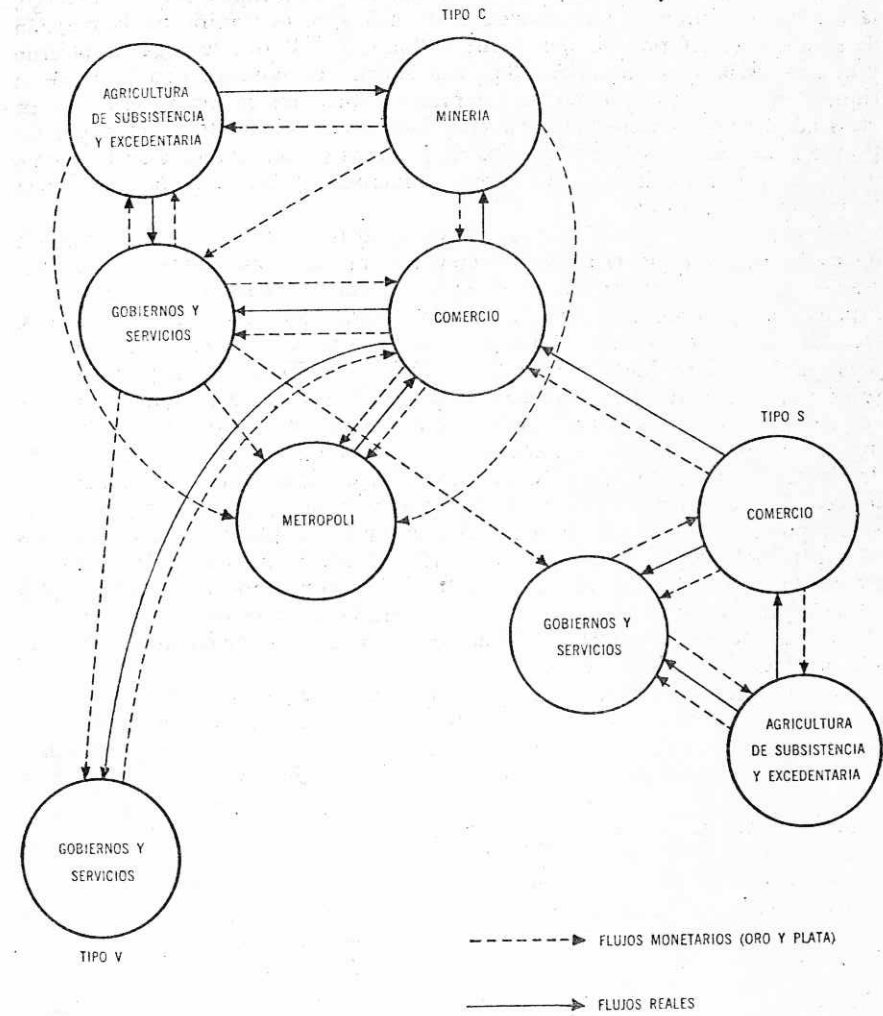 TIPO C
AGRICULTURA
DE SUBSISTENCIA
Y EXCEDENTARIA
MINERIA
GOBIERNOS Y
SERVICIOS
COMERCIO
METROPOLI
TIPO S
COMERCIO
GOBIERNOS Y
SERVICIOS
AGRICULTURA
DE SUBSISTENCIA
Y EXCEDENTARIA
GOBIERNOS Y
SERVICIOS
TIPO V
FLUJOS MONETARIOS (ORO Y PLATA)
FLUJOS REALES